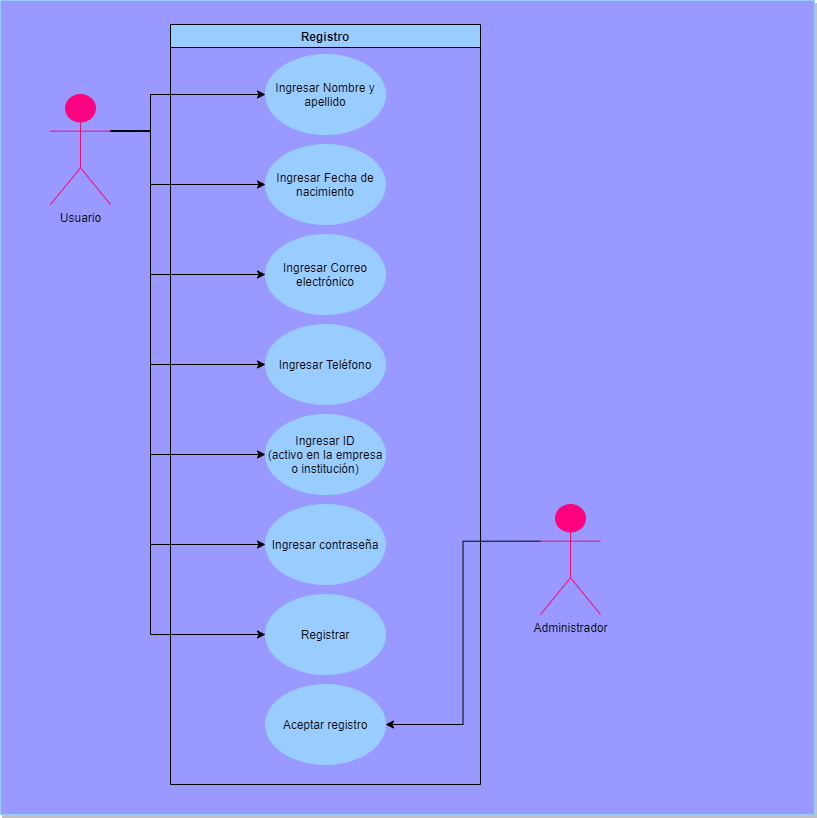 Registro
Ingresar Nombre y
apellido
Ingresar Fecha de
nacimiento
Usuario
Ingresar Correo
electrónico
Ingresar Teléfono
Ingresar ID
(activo en la empresa
o institución)
Ingresar contraseña
Registrar
Administrador
Aceptar registro